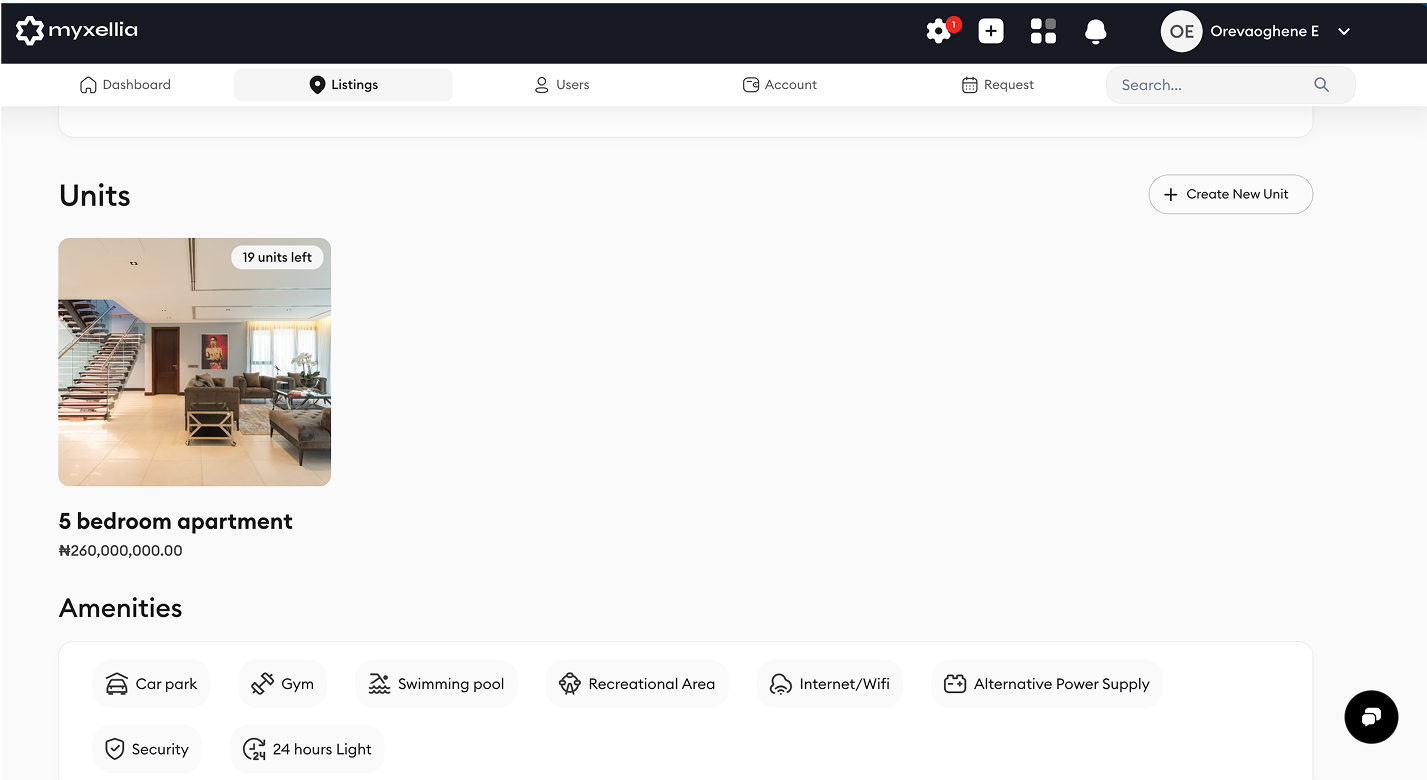 myxellia
1
OE
Orevaoghene E
Dashboard
Listings
Users
Account
Request
Search...
Units
Create New Unit
19 units left
5 bedroom apartment
₦260,000,000.00
Amenities
Car park
Gym
Swimming pool
Recreational Area
Internet/Wifi
Alternative Power Supply
Security
24
24 hours Light